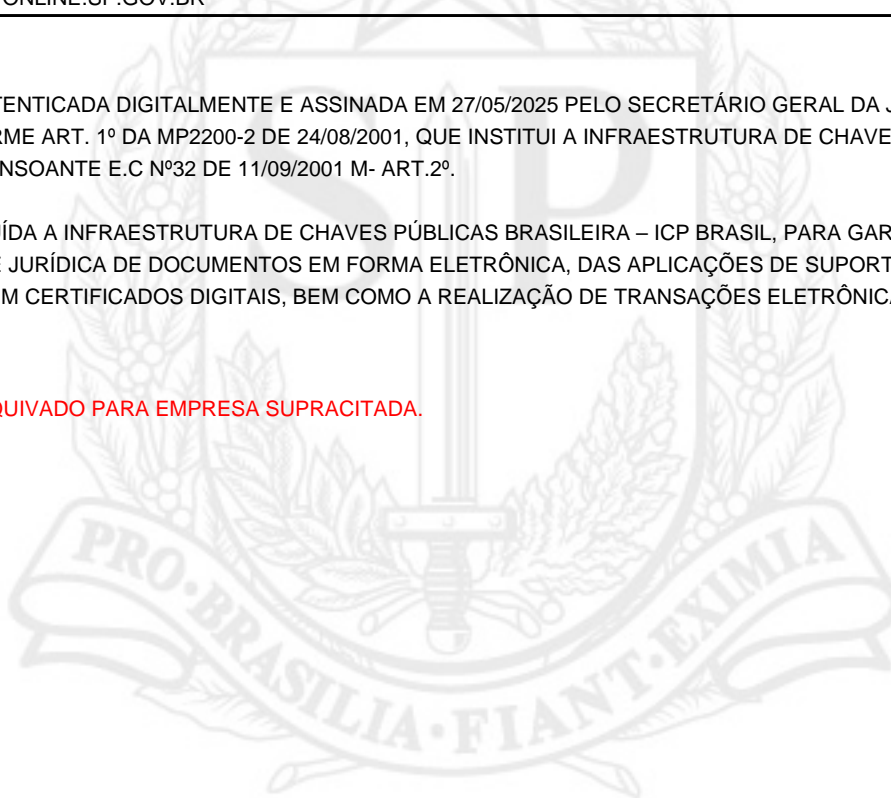 ONLINE.SP.GOV.BR
TENTICADA DIGITALMENTE E ASSINADA EM 27/05/2025 PELO SECRETÁRIO GERAL DA J
RME ART. 1º DA MP2200-2 DE 24/08/2001, QUE INSTITUI A INFRAESTRUTURA DE CHAVE
NSOANTE E.C Nº32 DE 11/09/2001 M- ART.2º.
ÍDA A INFRAESTRUTURA DE CHAVES PÚBLICAS BRASILEIRA – ICP BRASIL, PARA GAR
E JURÍDICA DE DOCUMENTOS EM FORMA ELETRÔNICA, DAS APLICAÇÕES DE SUPORT
M CERTIFICADOS DIGITAIS, BEM COMO A REALIZAÇÃO DE TRANSAÇÕES ELETRÔNICA
QUIVADO PARA EMPRESA SUPRACITADA.
SP
PRO·BRASILIA·FIANT·EXIMIA